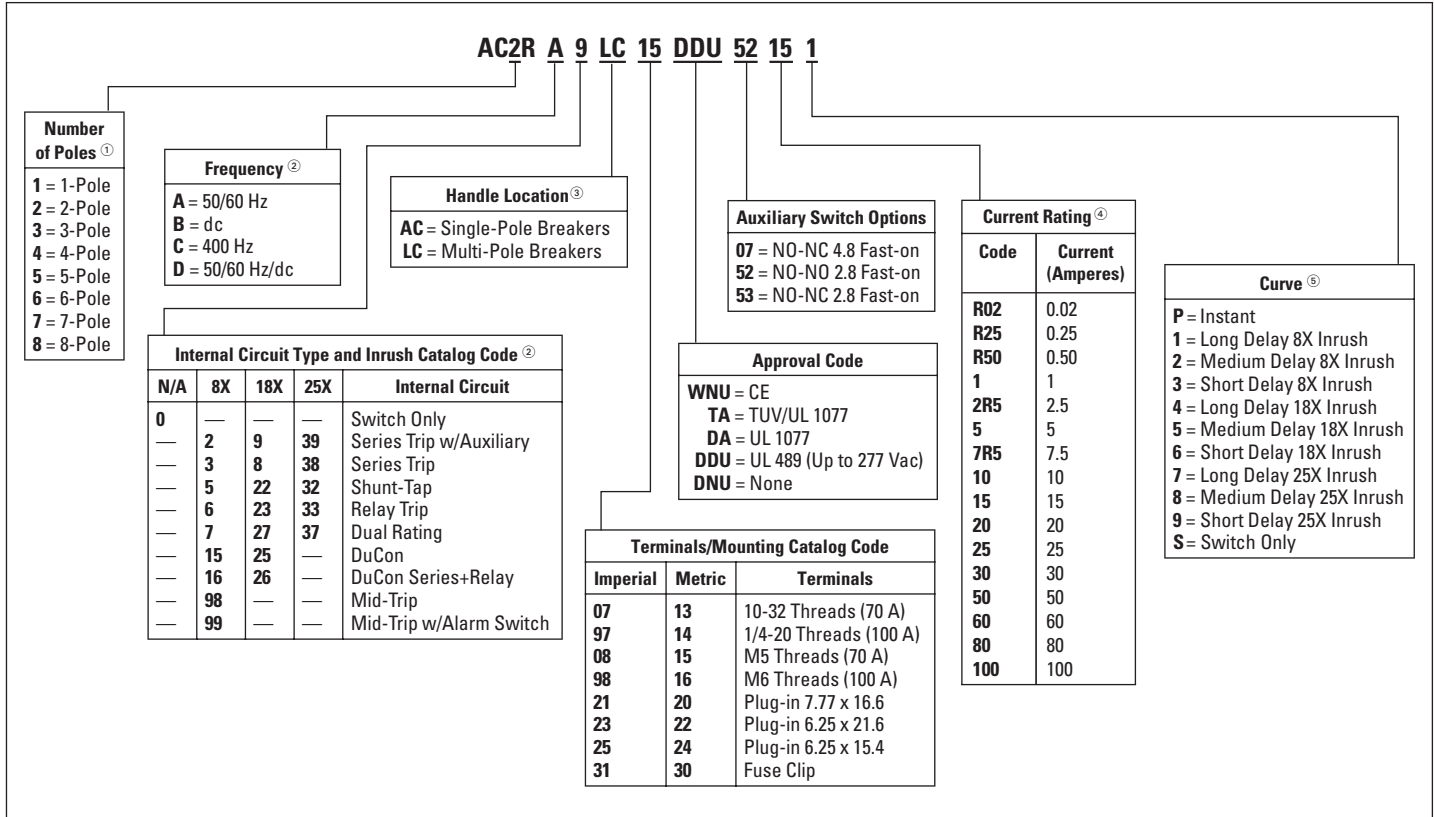 AC2R A 9 LC 15 DDU 52 15 1
Number
of Poles ①
1 = 1-Pole
2 = 2-Pole
3 = 3-Pole
4 = 4-Pole
5 = 5-Pole
6 = 6-Pole
7 = 7-Pole
8 = 8-Pole
Frequency ②
A = 50/60 Hz
B = dc
C = 400 Hz
D = 50/60 Hz/dc
Handle Location ③
AC = Single-Pole Breakers
LC = Multi-Pole Breakers
Internal Circuit Type and Inrush Catalog Code ②
N/A 8X 18X 25X Internal Circuit
0 — — — Switch Only
— 2 9 39 Series Trip w/Auxiliary
— 3 8 38 Series Trip
— 5 22 32 Shunt-Tap
— 6 23 33 Relay Trip
— 7 27 37 Dual Rating
— 15 25 — DuCon
— 16 26 — DuCon Series+Relay
— 98 — — Mid-Trip
— 99 — — Mid-Trip w/Alarm Switch
Auxiliary Switch Options
07 = NO-NC 4.8 Fast-on
52 = NO-NO 2.8 Fast-on
53 = NO-NC 2.8 Fast-on
Approval Code
WNU = CE
TA = TUV/UL 1077
DA = UL 1077
DDU = UL 489 (Up to 277 Vac)
DNU = None
Terminals/Mounting Catalog Code
Imperial Metric Terminals
07 13 10-32 Threads (70 A)
97 14 1/4-20 Threads (100 A)
08 15 M5 Threads (70 A)
98 16 M6 Threads (100 A)
21 20 Plug-in 7.77 x 16.6
23 22 Plug-in 6.25 x 21.6
25 24 Plug-in 6.25 x 15.4
31 30 Fuse Clip
Current Rating ④
Code Current
(Amperes)
R02 0.02
R25 0.25
R50 0.50
1 1
2R5 2.5
5 5
7R5 7.5
10 10
15 15
20 20
25 25
30 30
50 50
60 60
80 80
100 100
Curve ⑤
P = Instant
1 = Long Delay 8X Inrush
2 = Medium Delay 8X Inrush
3 = Short Delay 8X Inrush
4 = Long Delay 18X Inrush
5 = Medium Delay 18X Inrush
6 = Short Delay 18X Inrush
7 = Long Delay 25X Inrush
8 = Medium Delay 25X Inrush
9 = Short Delay 25X Inrush
S = Switch Only